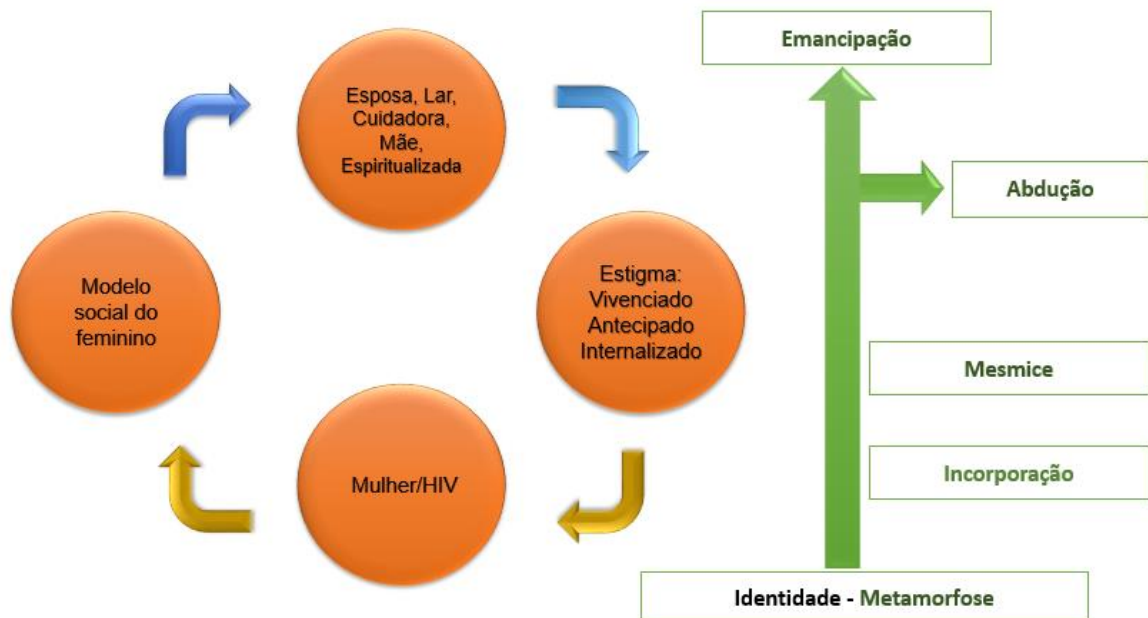 Esposa, Lar,
Cuidadora,
Mãe,
Espiritualizada
Estigma:
Vivenciado
Antecipado
Internalizado
Mulher/HIV
Modelo
social do
feminino
Emancipação
Abdução
Mesmice
Incorporação
Identidade - Metamorfose